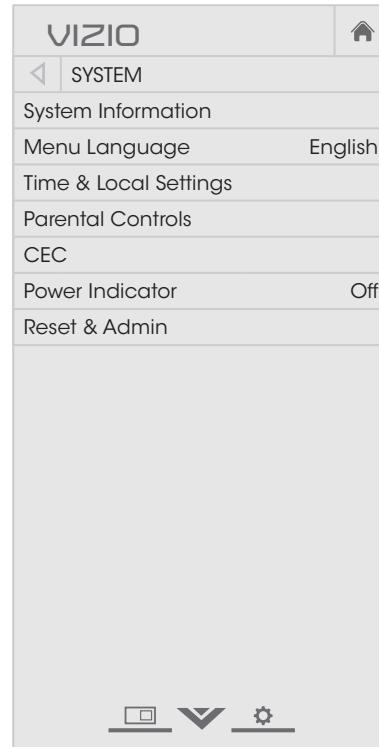 VIZIO
SYSTEM
System Information
Menu Language English
Time & Local Settings
Parental Controls
CEC
Power Indicator Off
Reset & Admin